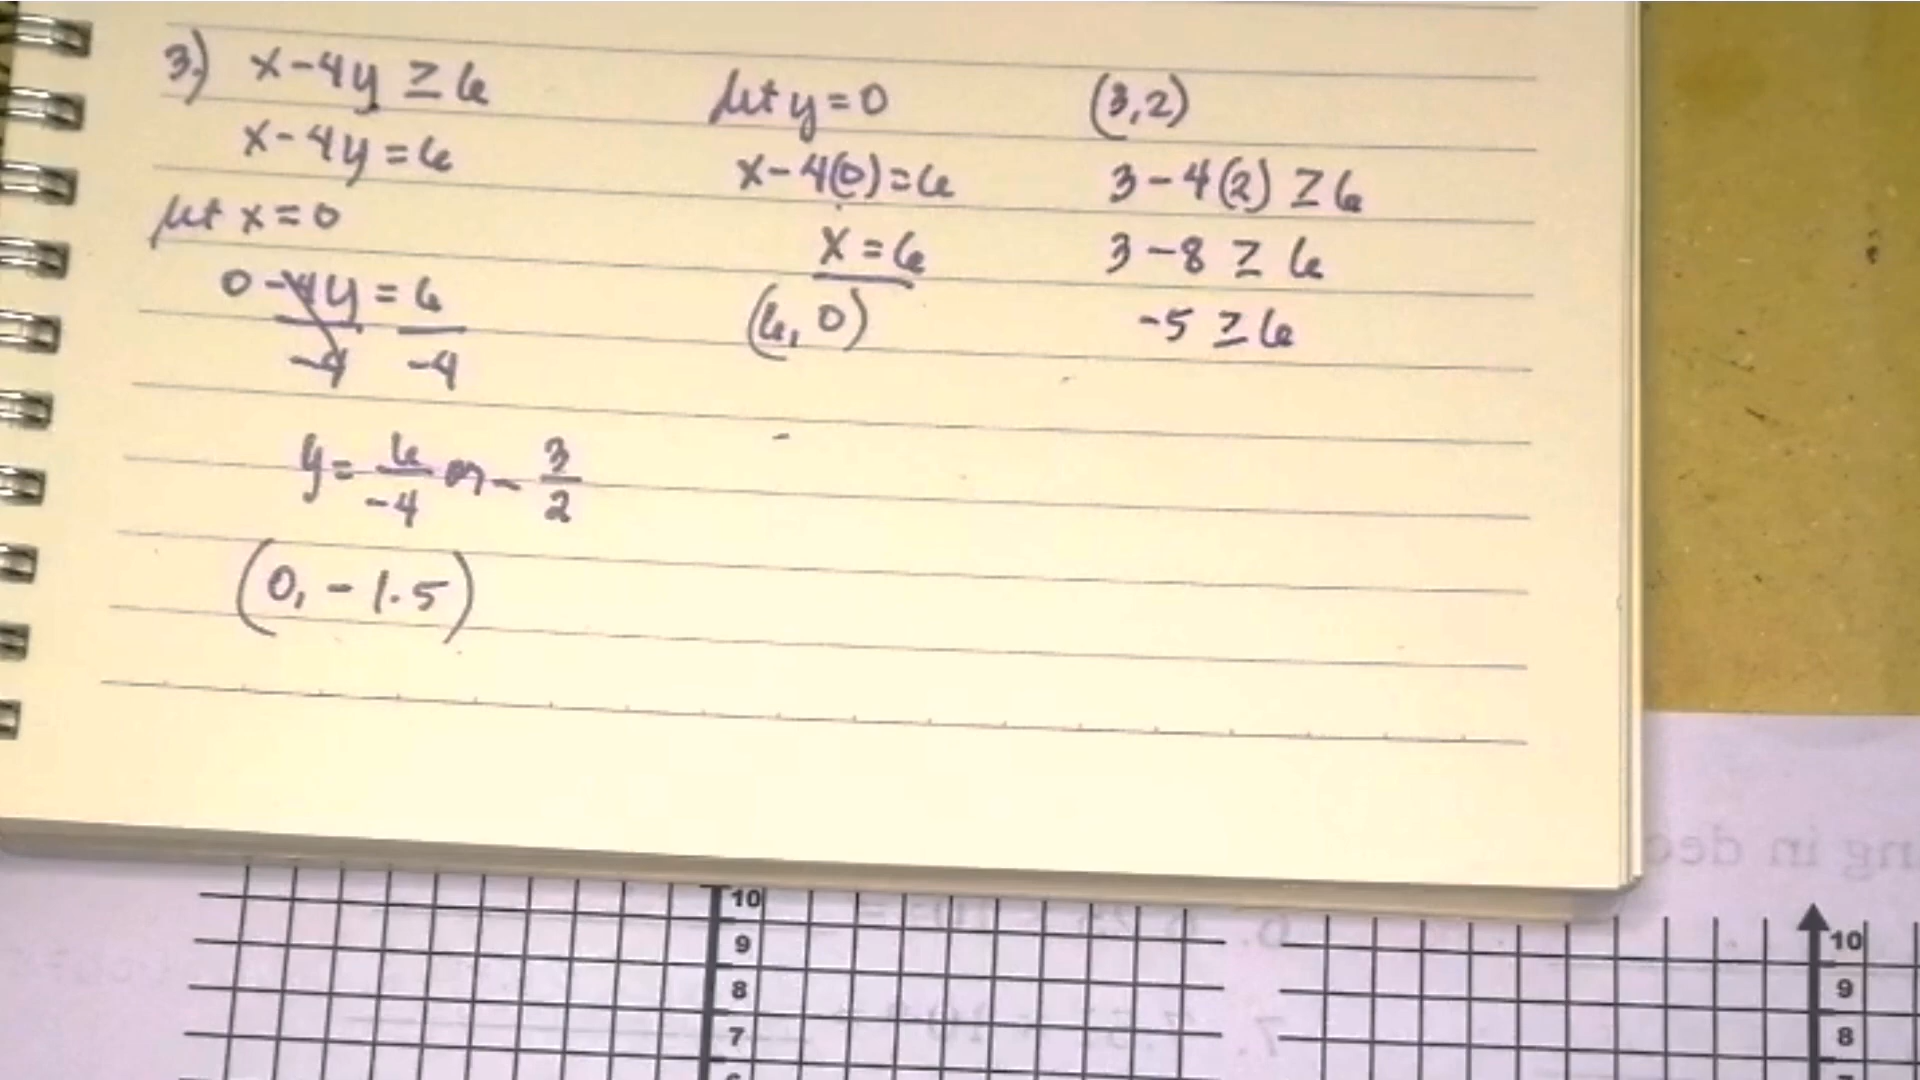 3.) x - 4y ≥ 6
x - 4y = 6
let x = 0
0 - 4y = 6
-4 -4
y = 6/-4 or - 3/2
(0, - 1.5)
let y = 0
x - 4(0) = 6
x = 6
(6, 0)
(3, 2)
3 - 4(2) ≥ 6
3 - 8 ≥ 6
-5 ≥ 6
10
9
8
7
10
9
8